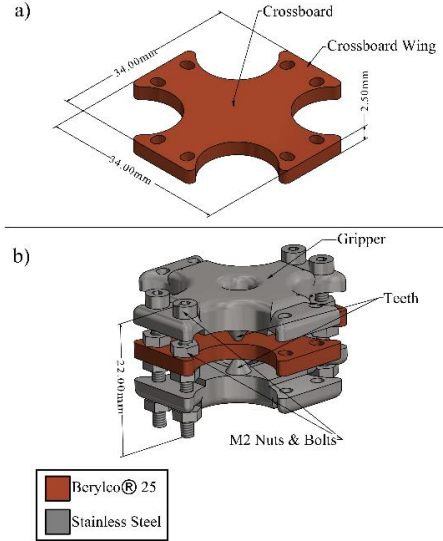 a)
Crossboard
34.00mm
Crossboard Wing
2.50mm
34.00mm
b)
Gripper
Teeth
22.00mm
M2 Nuts & Bolts
Berylco® 25
Stainless Steel